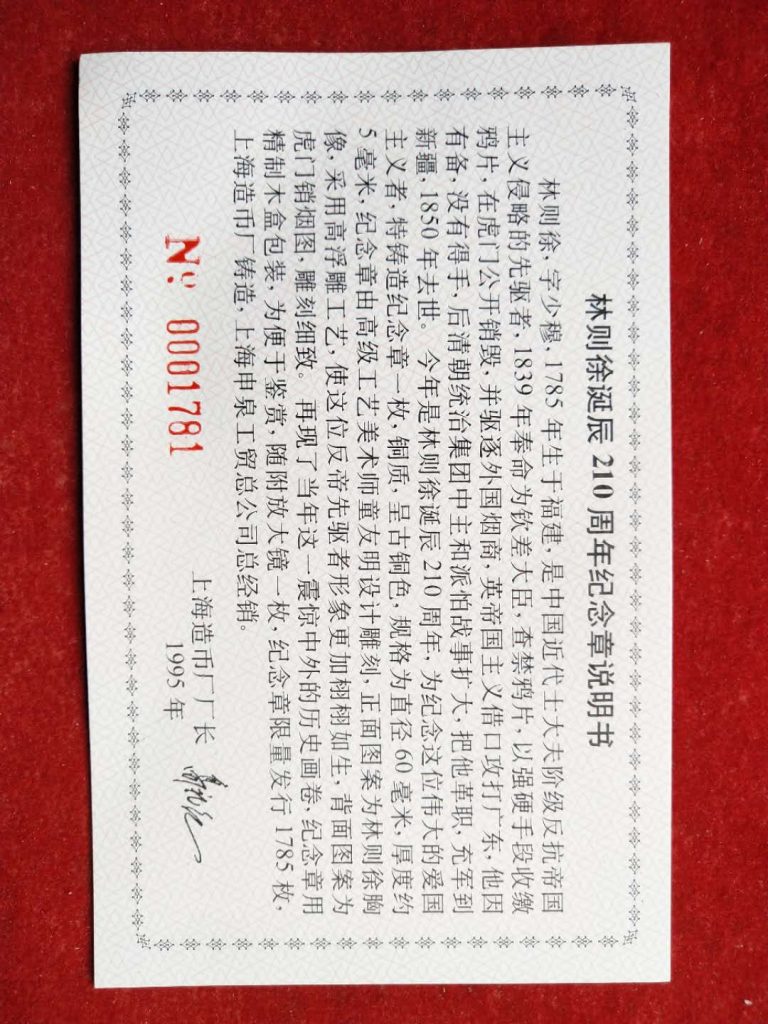 林则徐诞辰 210 周年纪念章说明书
林则徐,字少穆,1785 年生于福建,是中国近代士大夫阶级反抗帝国
主义侵略的先驱者,1839 年奉命为钦差大臣,查禁鸦片,以强硬手段收缴
鸦片,在虎门公开销毁,并驱逐外国烟商,英帝国主义借口攻打广东,他因
有备,没有得手,后清朝统治集团中主和派怕战事扩大,把他革职,充军到
新疆,1850 年去世。今年是林则徐诞辰 210 周年,为纪念这位伟大的爱国
主义者,特铸造纪念章一枚,铜质,呈古铜色,规格为直径 60 毫米,厚度约
5 毫米,纪念章由高级工艺美术师童友明设计雕刻,正面图案为林则徐胸
像,采用高浮雕工艺,使这位反帝先驱者形象更加栩栩如生,背面图案为
虎门销烟图,雕刻细致。再现了当年这一震惊中外的历史画卷,纪念章用
精制木盒包装,为便于鉴赏,随附放大镜一枚,纪念章限量发行 1785 枚,
上海造币厂铸造,上海申泉工贸总公司总经销。
上海造币厂厂长
1995 年
№ 0001781